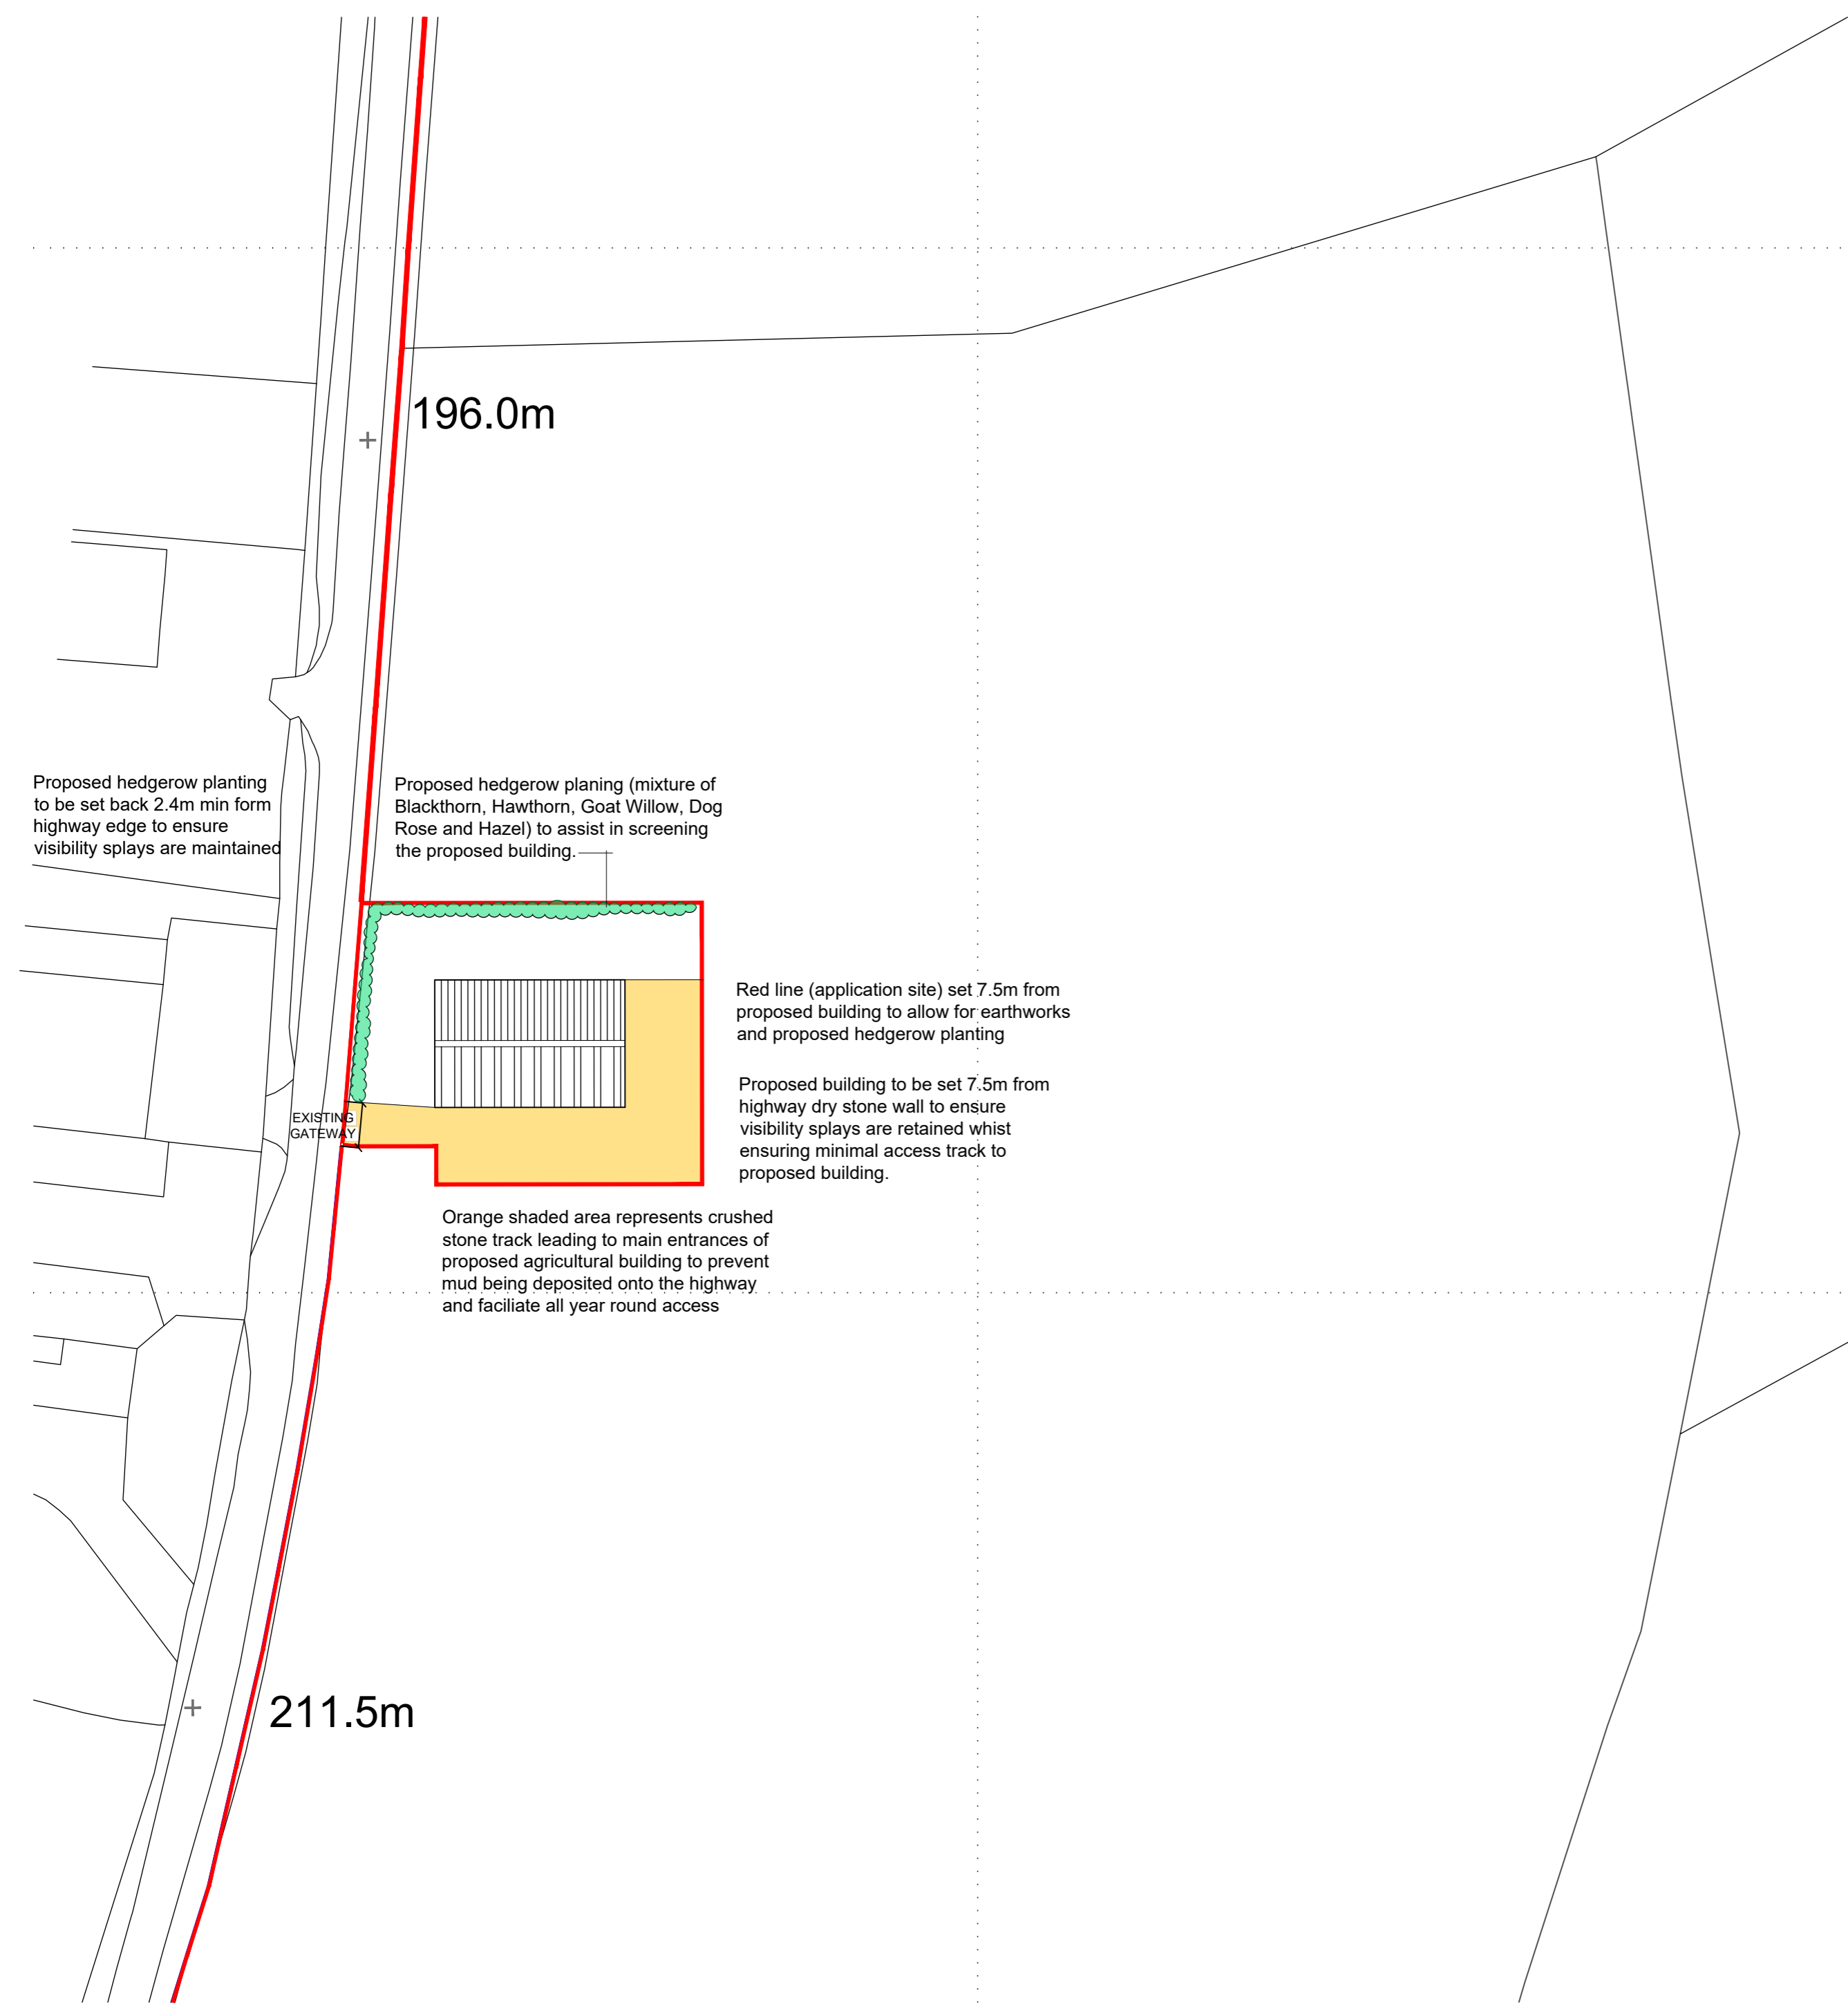 196.0m
Proposed hedgerow planting
to be set back 2.4m min form
highway edge to ensure
visibility splays are maintained
Proposed hedgerow planing (mixture of
Blackthorn, Hawthorn, Goat Willow, Dog
Rose and Hazel) to assist in screening
the proposed building.
Red line (application site) set 7.5m from
proposed building to allow for earthworks
and proposed hedgerow planting
Proposed building to be set 7.5m from
highway dry stone wall to ensure
visibility splays are retained whist
ensuring minimal access track to
proposed building.
EXISTING
GATEWAY
Orange shaded area represents crushed
stone track leading to main entrances of
proposed agricultural building to prevent
mud being deposited onto the highway
and faciliate all year round access
211.5m